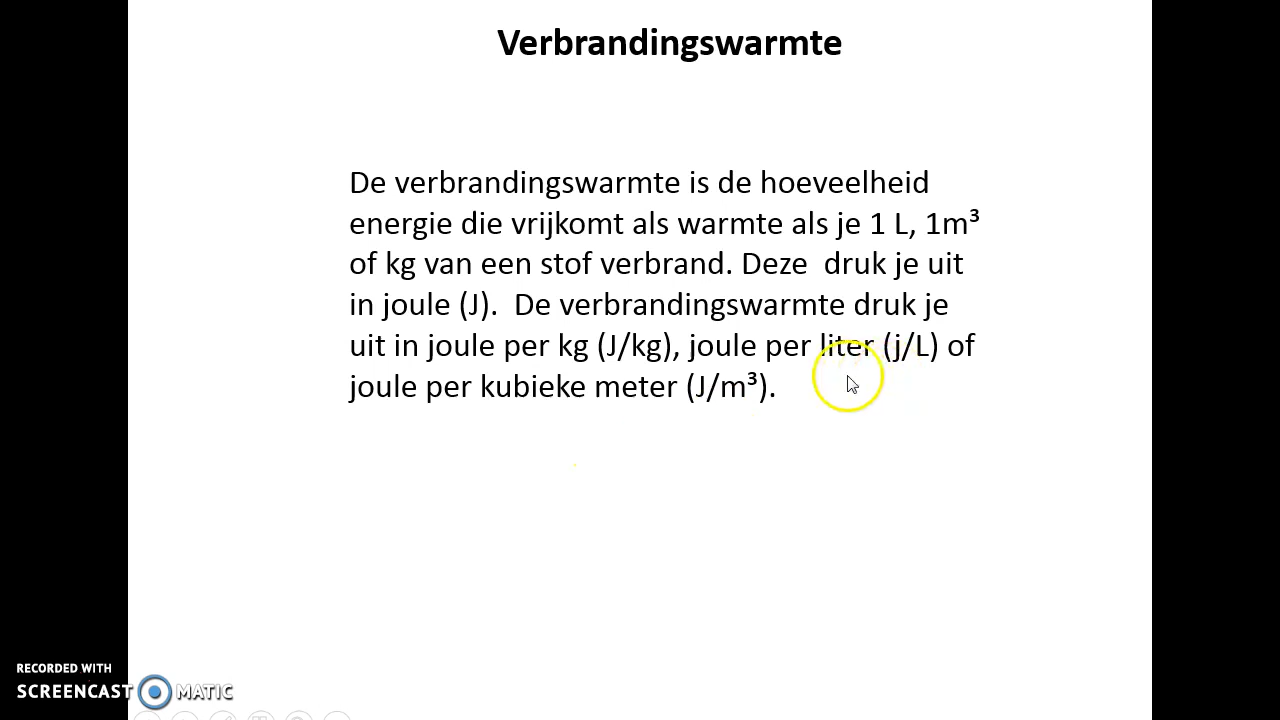 Verbrandingswarmte
De verbrandingswarmte is de hoeveelheid
energie die vrijkomt als warmte als je 1 L, 1m³
of kg van een stof verbrand. Deze  druk je uit
in joule (J).  De verbrandingswarmte druk je
uit in joule per kg (J/kg), joule per liter (j/L) of
joule per kubieke meter (J/m³).
RECORDED WITH
SCREENCAST MATIC